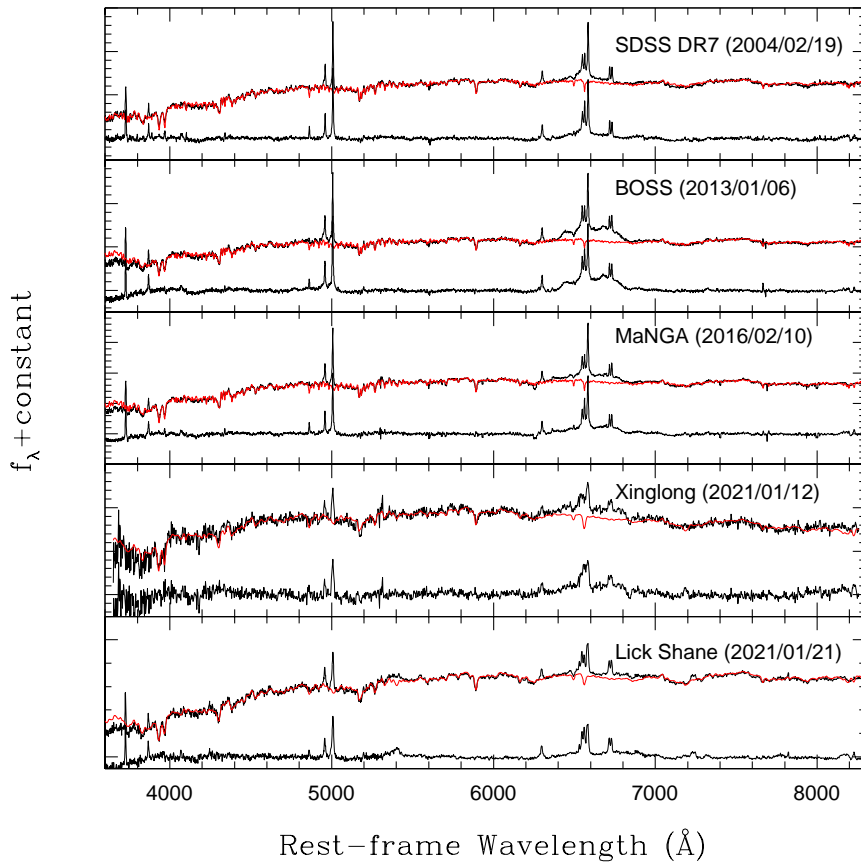 SDSS DR7 (2004/02/19)
BOSS (2013/01/06)
MaNGA (2016/02/10)
Xinglong (2021/01/12)
Lick Shane (2021/01/21)
fλ+constant
4000 5000 6000 7000 8000
Rest-frame Wavelength (Å)